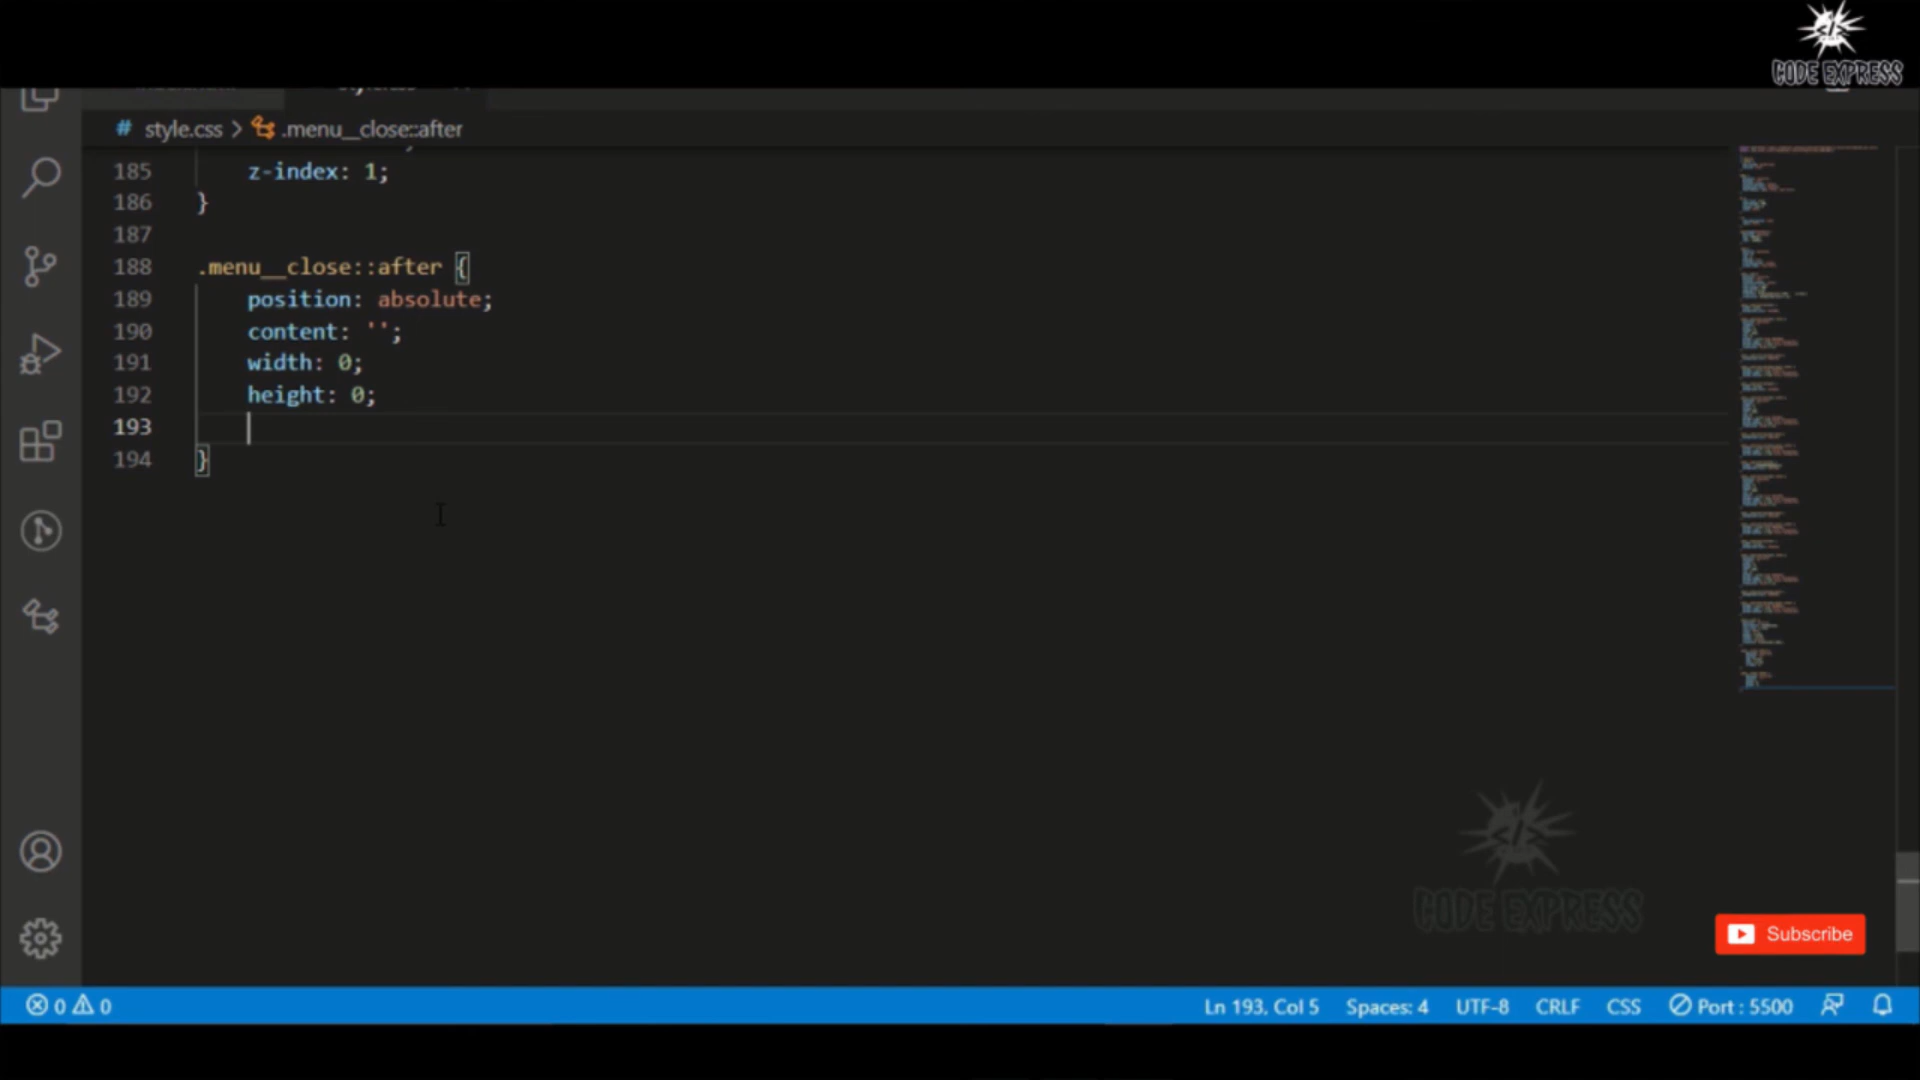 CODE EXPRESS
# style.css > .menu__close::after
185 z-index: 1;
186 }
187
188 .menu__close::after {
189 position: absolute;
190 content: '';
191 width: 0;
192 height: 0;
193
194 }
CODE EXPRESS
Subscribe
0 0 Ln 193, Col 5 Spaces: 4 UTF-8 CRLF CSS Port : 5500